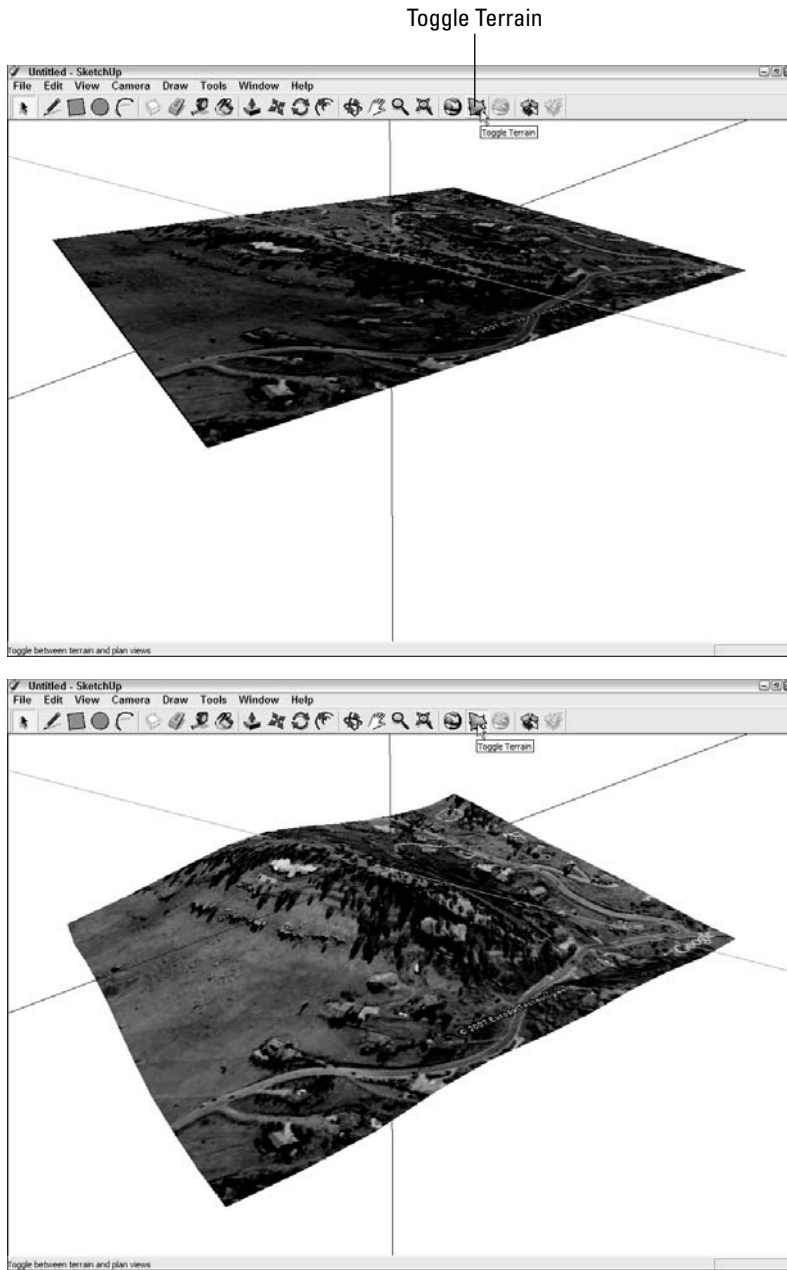 Toggle Terrain
Untitled - SketchUp
File Edit View Camera Draw Tools Window Help
Toggle Terrain
Google
Toggle between terrain and plan views
Untitled - SketchUp
File Edit View Camera Draw Tools Window Help
Toggle Terrain
Google
Toggle between terrain and plan views